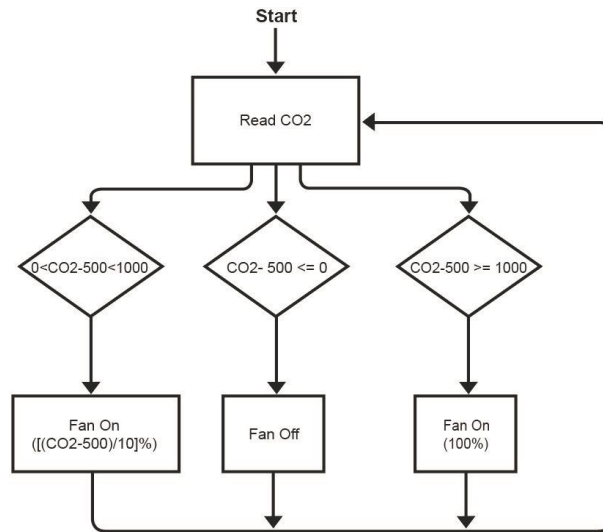 Start
Read CO2
0<CO2-500<1000
CO2- 500 <= 0
CO2-500 >= 1000
Fan On
([(CO2-500)/10]%)
Fan Off
Fan On
(100%)